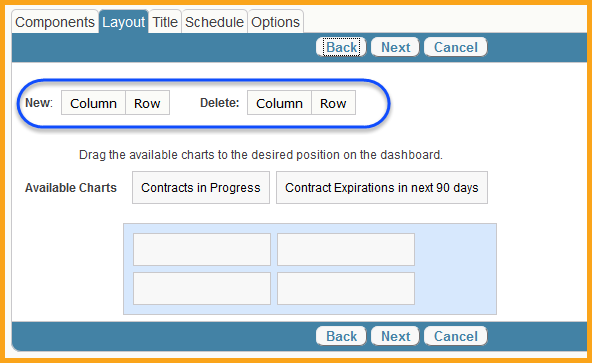 Components Layout Title Schedule Options
Back Next Cancel
New: Column Row Delete: Column Row
Drag the available charts to the desired position on the dashboard.
Available Charts Contracts in Progress Contract Expirations in next 90 days
Back Next Cancel